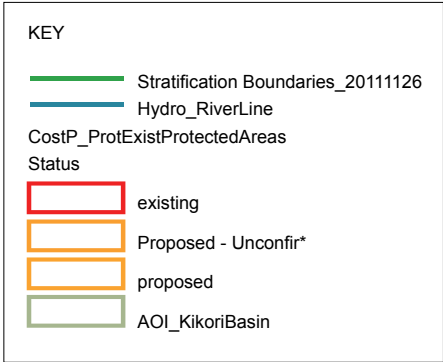 KEY
Stratification Boundaries_20111126
Hydro_RiverLine
CostP_ProtExistProtectedAreas
Status
existing
Proposed - Unconfir*
proposed
AOI_KikoriBasin